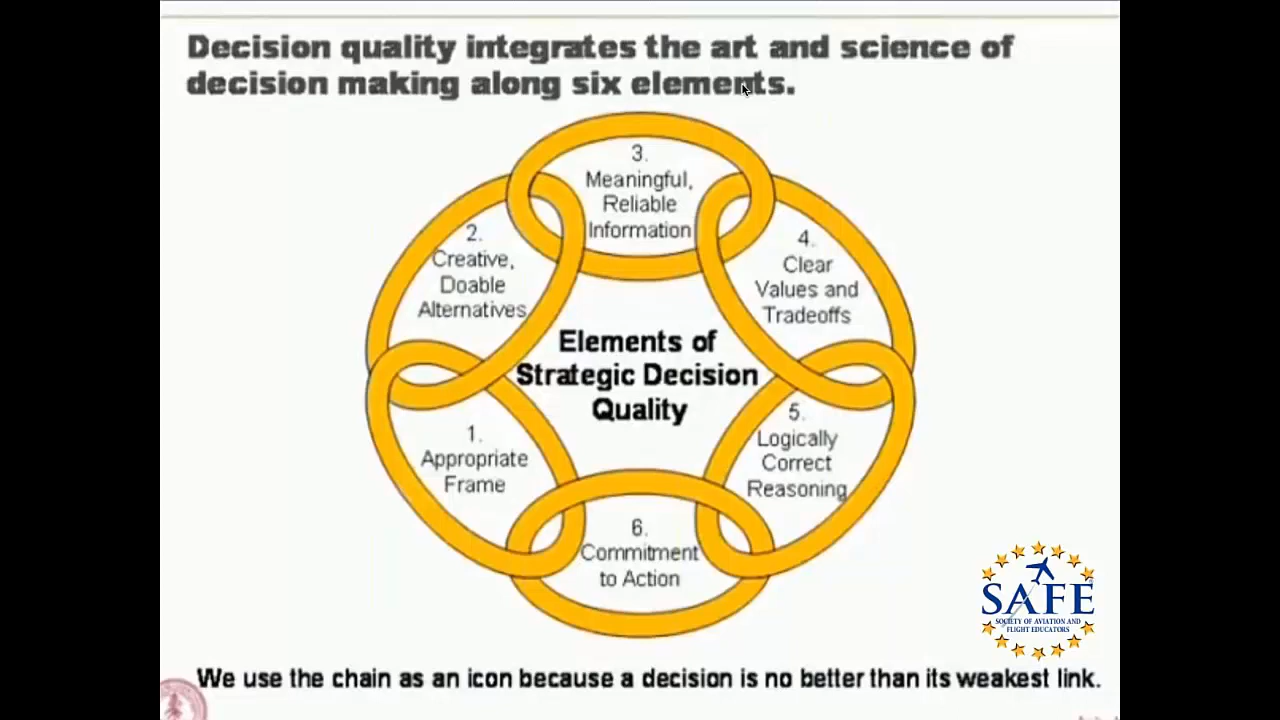 Decision quality integrates the art and science of
decision making along six elements.
3.
Meaningful,
Reliable
Information
2.
Creative,
Doable
Alternatives
4.
Clear
Values and
Tradeoffs
Elements of
Strategic Decision
Quality
1.
Appropriate
Frame
5.
Logically
Correct
Reasoning
6.
Commitment
to Action
SAFE
SOCIETY OF AVIATION AND
FLIGHT EDUCATORS
We use the chain as an icon because a decision is no better than its weakest link.